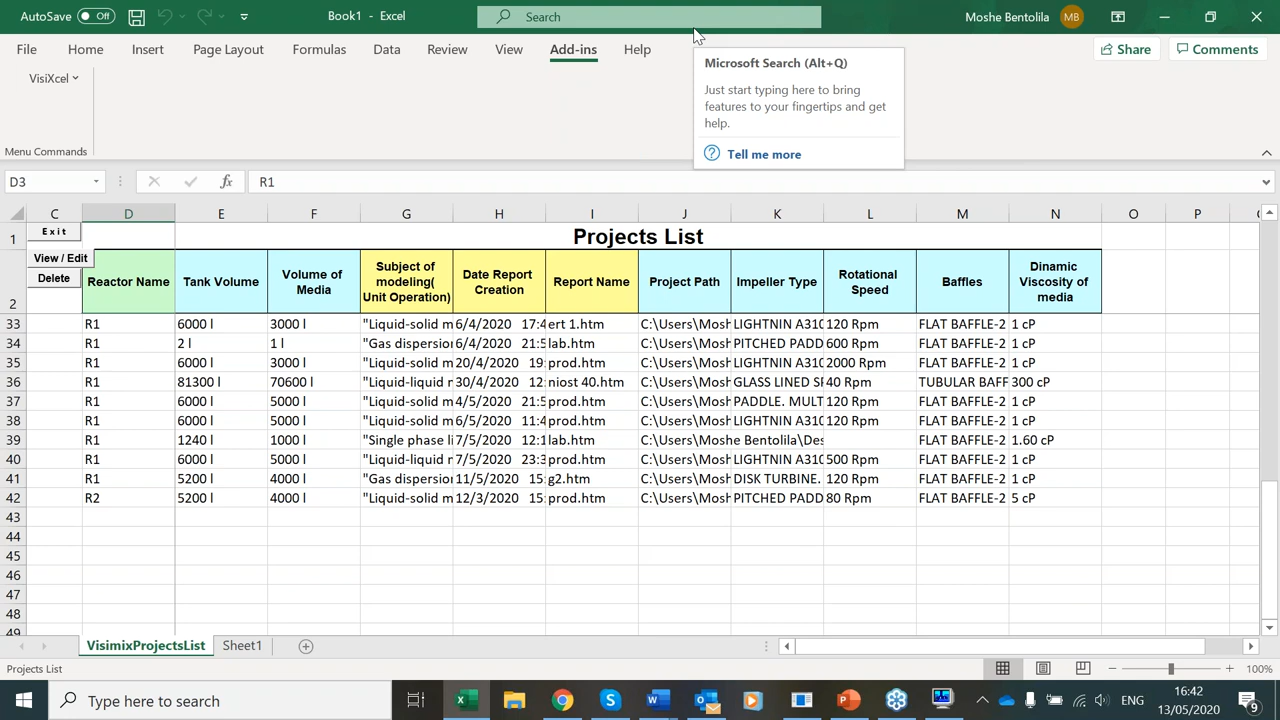 AutoSave Off Book1 - Excel Search Moshe Bentolila MB
File Home Insert Page Layout Formulas Data Review View Add-ins Help Share Comments
VisiXcel
Menu Commands
Microsoft Search (Alt+Q)
Just start typing here to bring
features to your fingertips and get
help.
Tell me more
D3 fx R1
C D E F G H I J K L M N O P
1 Exit Projects List
View / Edit
Delete
2 Reactor Name Tank Volume Volume of Media Subject of modeling( Unit Operation) Date Report Creation Report Name Project Path Impeller Type Rotational Speed Baffles Dinamic Viscosity of media
33 R1 6000 l 3000 l "Liquid-solid m 6/4/2020 17:4 ert 1.htm C:\Users\Mosh LIGHTNIN A310 120 Rpm FLAT BAFFLE-2 1 cP
34 R1 2 l 1 l "Gas dispersion 6/4/2020 21:5 lab.htm C:\Users\Mosh PITCHED PADD 600 Rpm FLAT BAFFLE-2 1 cP
35 R1 6000 l 3000 l "Liquid-solid m 20/4/2020 19: prod.htm C:\Users\Mosh LIGHTNIN A310 2000 Rpm FLAT BAFFLE-2 1 cP
36 R1 81300 l 70600 l "Liquid-liquid m 30/4/2020 12: niost 40.htm C:\Users\Mosh GLASS LINED SP 40 Rpm TUBULAR BAFF 300 cP
37 R1 6000 l 5000 l "Liquid-solid m 4/5/2020 21:5 prod.htm C:\Users\Mosh PADDLE. MULT 120 Rpm FLAT BAFFLE-2 1 cP
38 R1 6000 l 5000 l "Liquid-solid m 6/5/2020 11:4 prod.htm C:\Users\Mosh LIGHTNIN A310 120 Rpm FLAT BAFFLE-2 1 cP
39 R1 1240 l 1000 l "Single phase li 7/5/2020 12:1 lab.htm C:\Users\Moshe Bentolila\Des FLAT BAFFLE-2 1.60 cP
40 R1 6000 l 5000 l "Liquid-liquid m 7/5/2020 23:3 prod.htm C:\Users\Mosh LIGHTNIN A310 500 Rpm FLAT BAFFLE-2 1 cP
41 R1 5200 l 4000 l "Gas dispersion 11/5/2020 15: g2.htm C:\Users\Mosh DISK TURBINE. 120 Rpm FLAT BAFFLE-2 1 cP
42 R2 5200 l 4000 l "Liquid-solid m 12/3/2020 15: prod.htm C:\Users\Mosh PITCHED PADD 80 Rpm FLAT BAFFLE-2 5 cP
43
44
45
46
47
48
49
VisimixProjectsList Sheet1
Projects List 100%
Type here to search ENG 16:42
13/05/2020 9